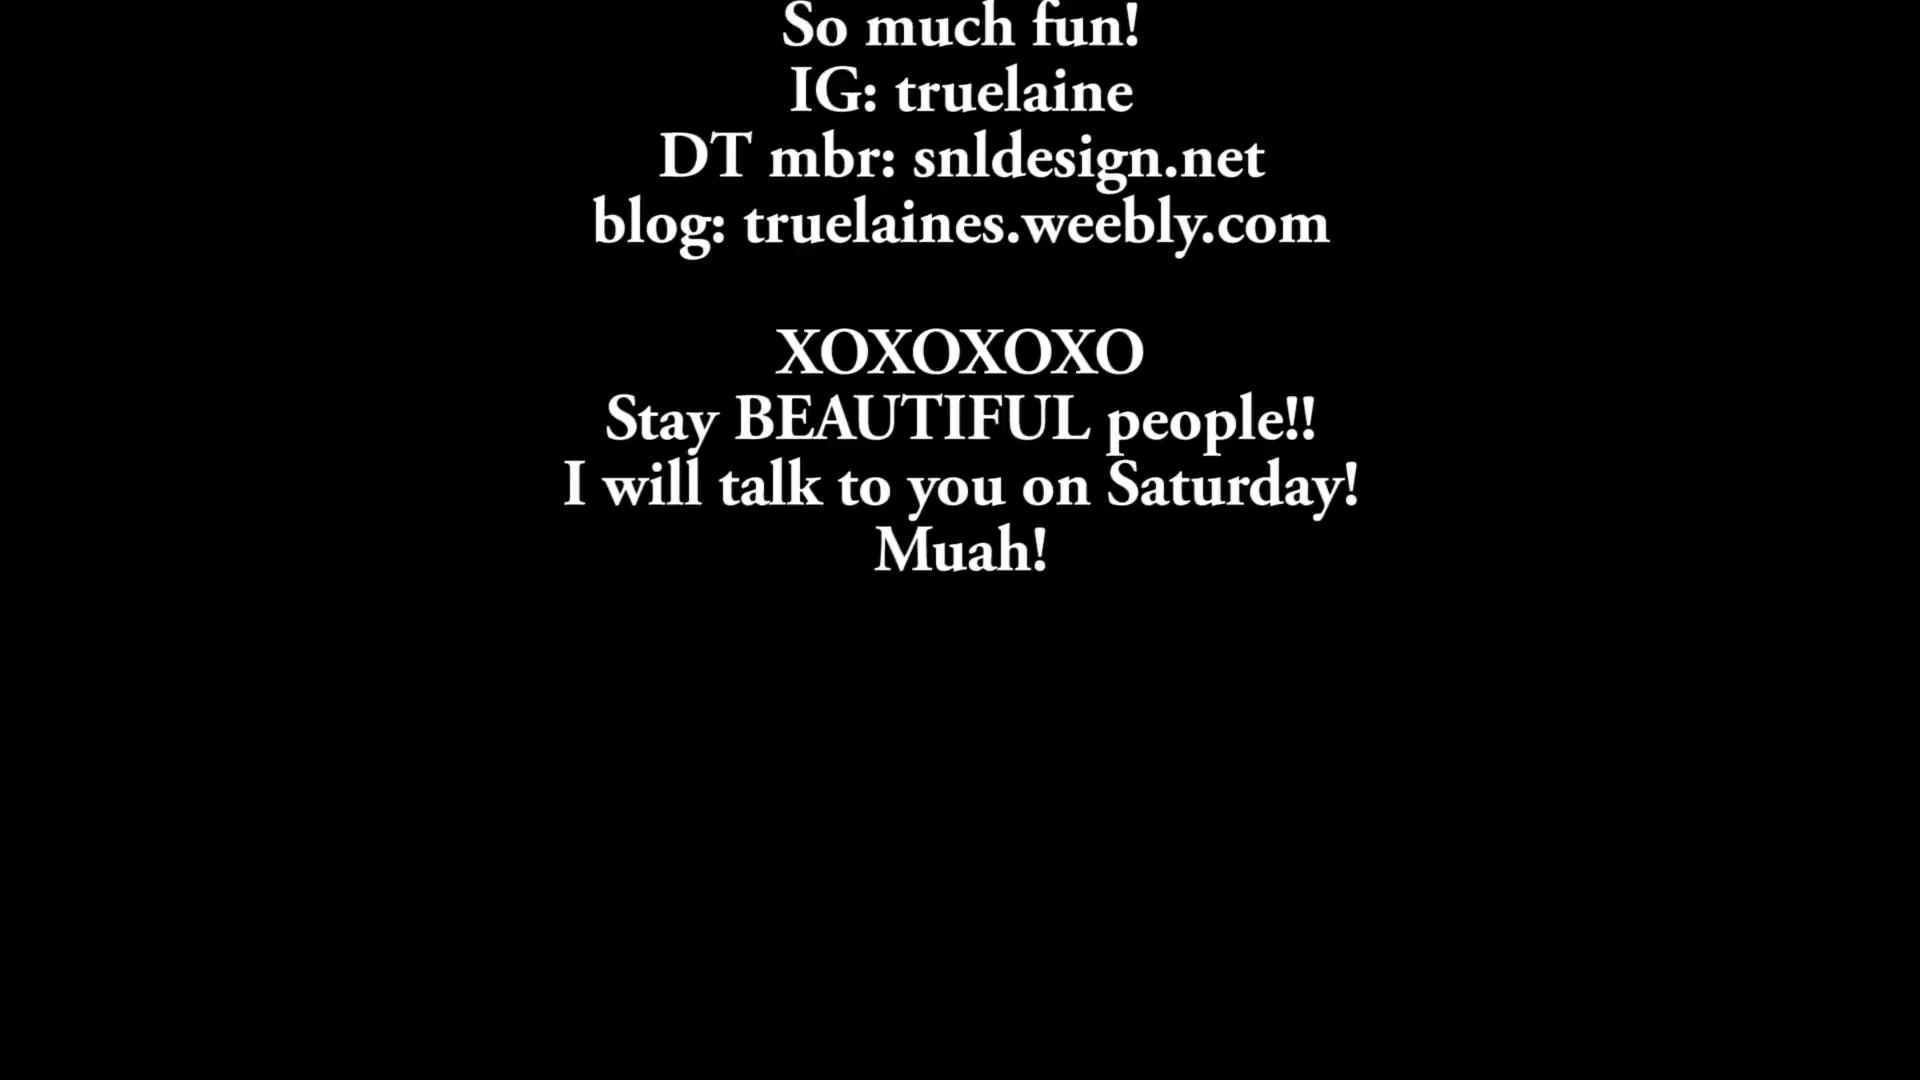 So much fun!
IG: truelaine
DT mbr: snldesign.net
blog: truelaines.weebly.com
XOXOXOXO
Stay BEAUTIFUL people!!
I will talk to you on Saturday!
Muah!